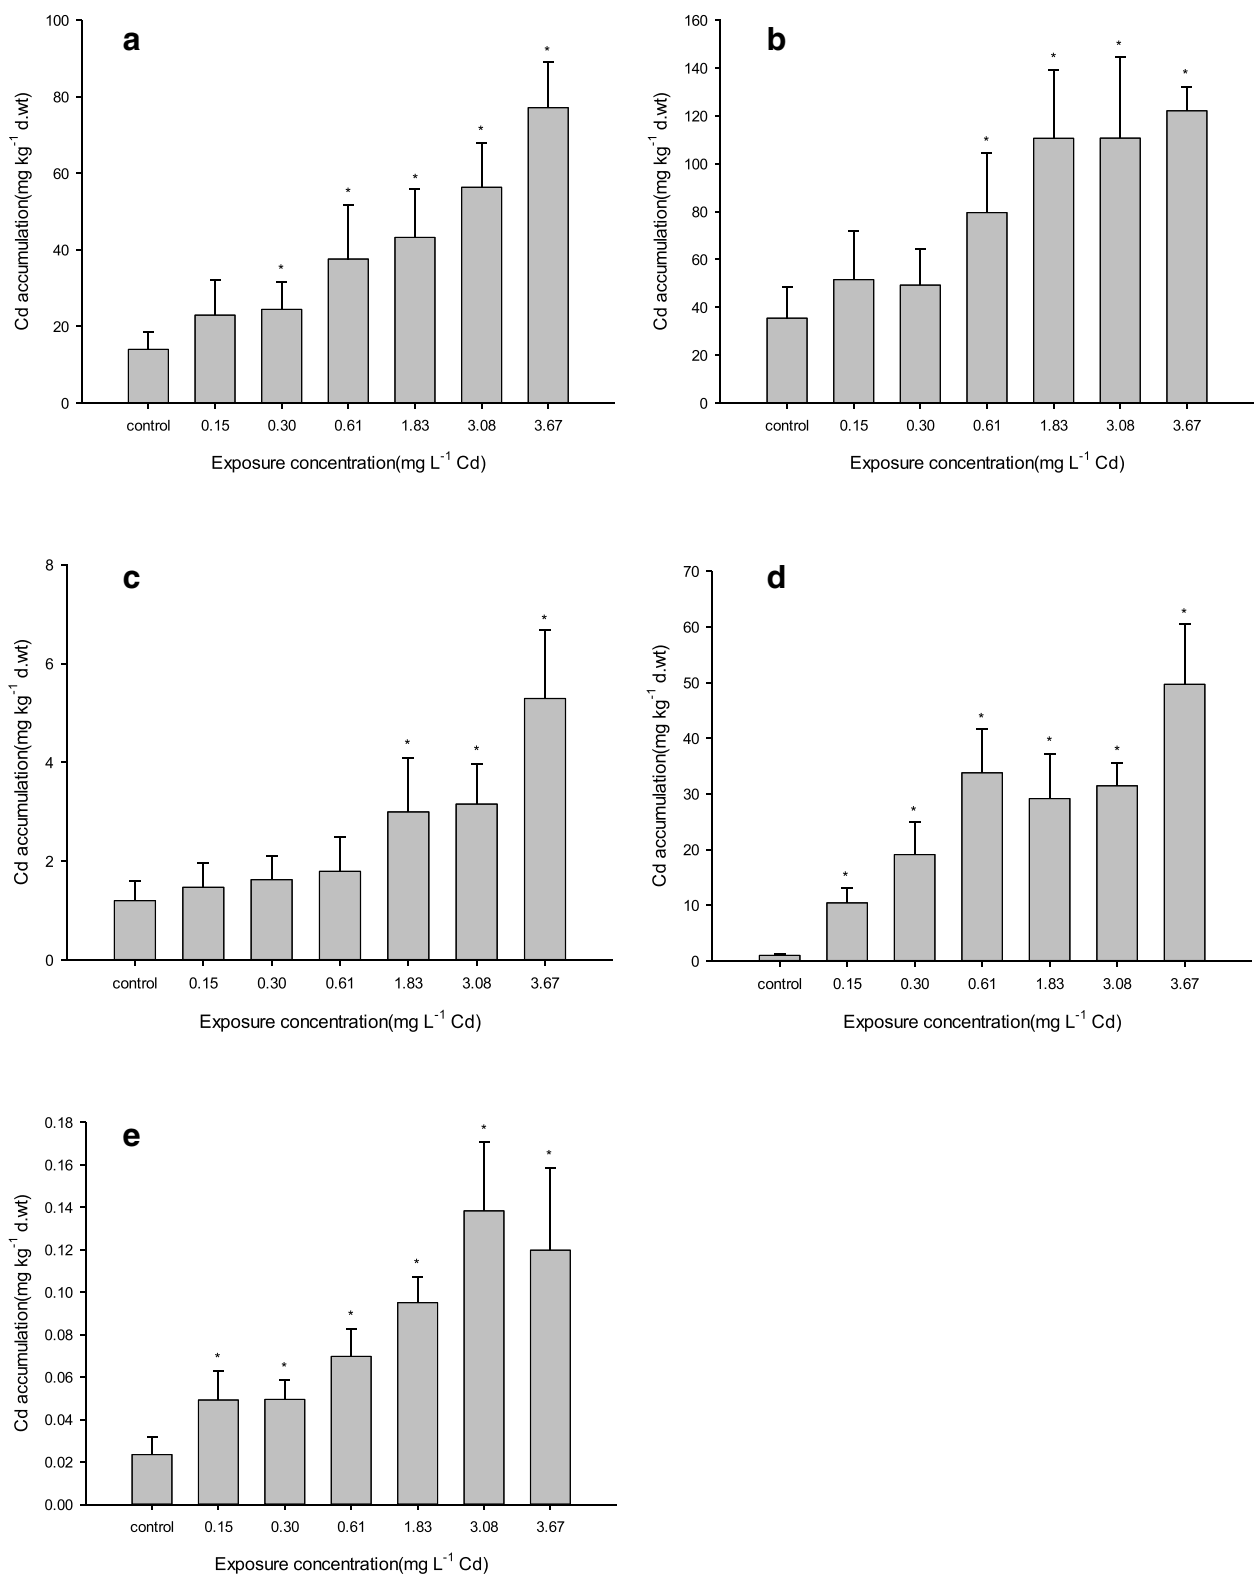 a
100
80
60
40
20
0
Cd accumulation(mg kg-1 d.wt)
* * * * *
control 0.15 0.30 0.61 1.83 3.08 3.67
Exposure concentration(mg L-1 Cd)
b
160
140
120
100
80
60
40
20
0
Cd accumulation(mg kg-1 d.wt)
* * * *
control 0.15 0.30 0.61 1.83 3.08 3.67
Exposure concentration(mg L-1 Cd)
c
8
6
4
2
0
Cd accumulation(mg kg-1 d.wt)
* * *
control 0.15 0.30 0.61 1.83 3.08 3.67
Exposure concentration(mg L-1 Cd)
d
70
60
50
40
30
20
10
0
Cd accumulation(mg kg-1 d.wt)
* * * * * *
control 0.15 0.30 0.61 1.83 3.08 3.67
Exposure concentration(mg L-1 Cd)
e
0.18
0.16
0.14
0.12
0.10
0.08
0.06
0.04
0.02
0.00
Cd accumulation(mg kg-1 d.wt)
* * * * * *
control 0.15 0.30 0.61 1.83 3.08 3.67
Exposure concentration(mg L-1 Cd)